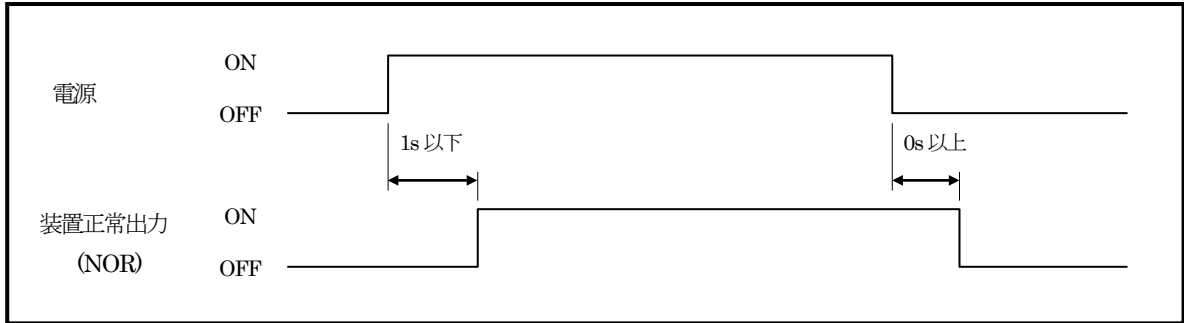 電源
ON
OFF
1s 以下
0s 以上
装置正常出力
(NOR)
ON
OFF